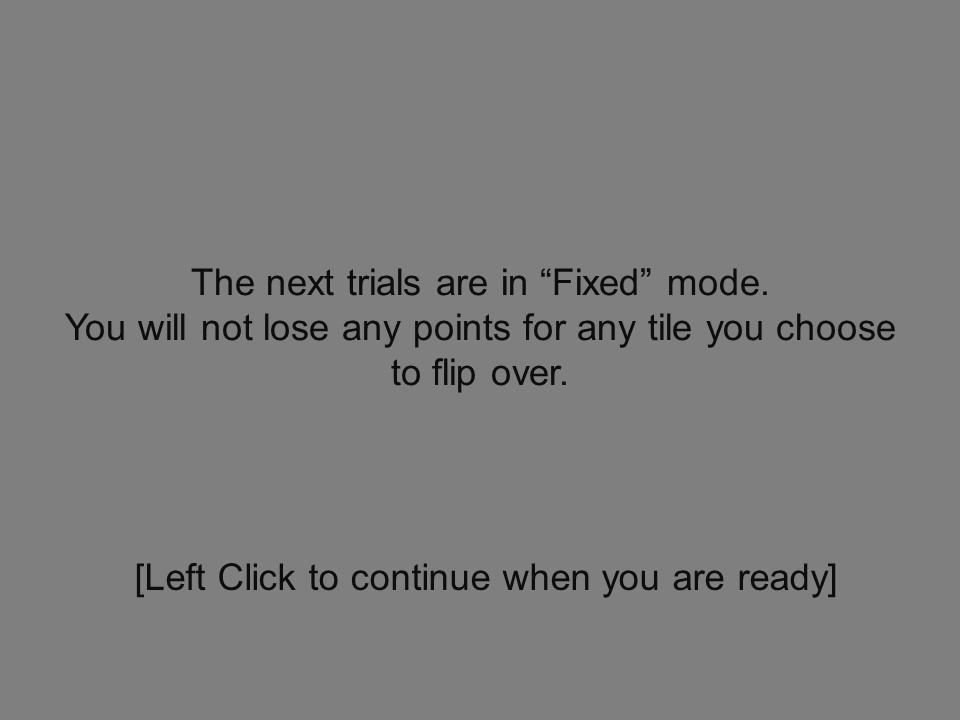 The next trials are in “Fixed” mode.
You will not lose any points for any tile you choose
to flip over.
[Left Click to continue when you are ready]